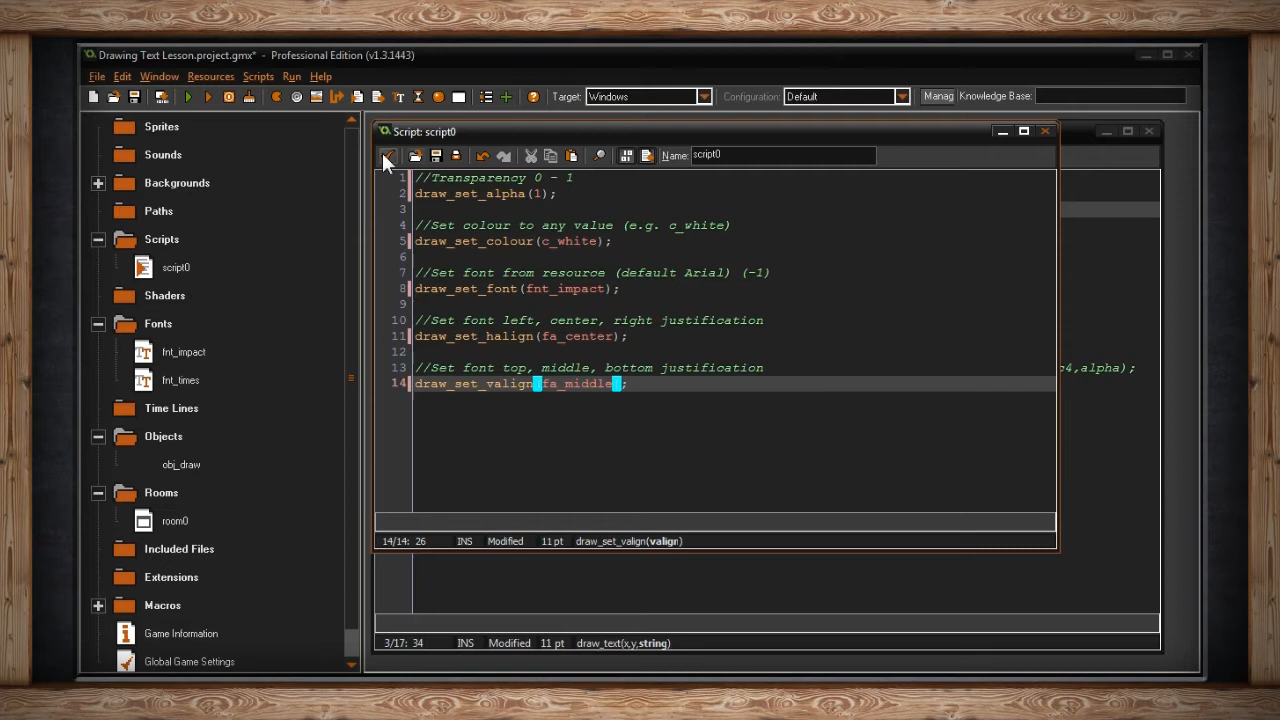 Drawing Text Lesson.project.gmx* - Professional Edition (v1.3.1443)
File Edit Window Resources Scripts Run Help
Target: Windows Configuration: Default Manag Knowledge Base:
Sprites
Sounds
Backgrounds
Paths
Scripts
script0
Shaders
Fonts
fnt_impact
fnt_times
Time Lines
Objects
obj_draw
Rooms
room0
Included Files
Extensions
Macros
Game Information
Global Game Settings
Script: script0
Name: script0
1 //Transparency 0 - 1
2 draw_set_alpha(1);
3
4 //Set colour to any value (e.g. c_white)
5 draw_set_colour(c_white);
6
7 //Set font from resource (default Arial) (-1)
8 draw_set_font(fnt_impact);
9
10 //Set font left, center, right justification
11 draw_set_halign(fa_center);
12
13 //Set font top, middle, bottom justification
14 draw_set_valign(fa_middle);
c4,alpha);
14/14: 26 INS Modified 11 pt draw_set_valign(valign)
3/17: 34 INS Modified 11 pt draw_text(x,y,string)